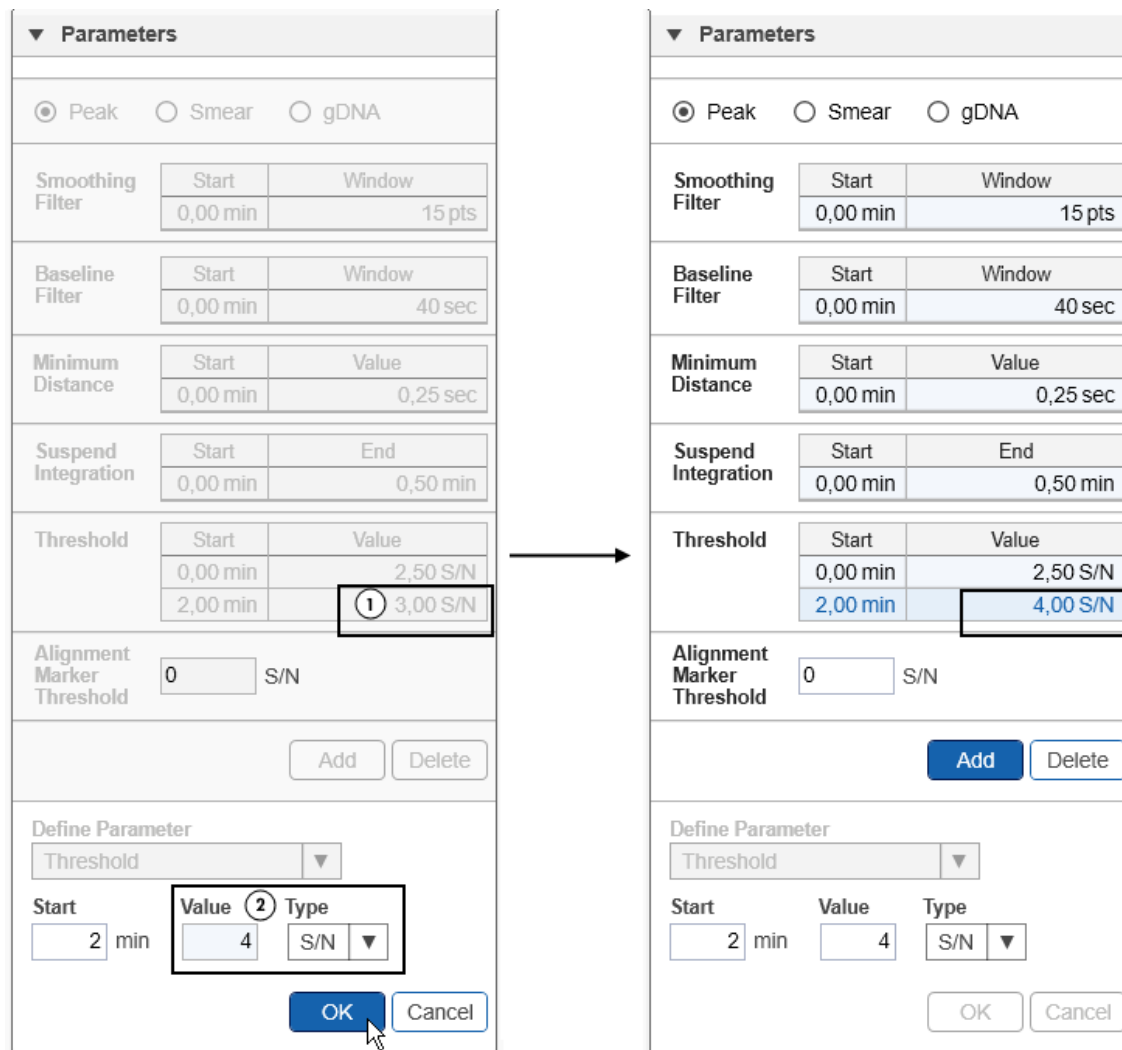 ▼ Parameters
Peak Smear gDNA
Smoothing Filter
Start Window
0,00 min 15 pts
Baseline Filter
Start Window
0,00 min 40 sec
Minimum Distance
Start Value
0,00 min 0,25 sec
Suspend Integration
Start End
0,00 min 0,50 min
Threshold
Start Value
0,00 min 2,50 S/N
2,00 min 1 3,00 S/N
Alignment Marker Threshold
0 S/N
Add Delete
Define Parameter
Threshold ▼
Start Value 2 Type
2 min 4 S/N ▼
OK Cancel
▼ Parameters
Peak Smear gDNA
Smoothing Filter
Start Window
0,00 min 15 pts
Baseline Filter
Start Window
0,00 min 40 sec
Minimum Distance
Start Value
0,00 min 0,25 sec
Suspend Integration
Start End
0,00 min 0,50 min
Threshold
Start Value
0,00 min 2,50 S/N
2,00 min 4,00 S/N
Alignment Marker Threshold
0 S/N
Add Delete
Define Parameter
Threshold ▼
Start Value Type
2 min 4 S/N ▼
OK Cancel